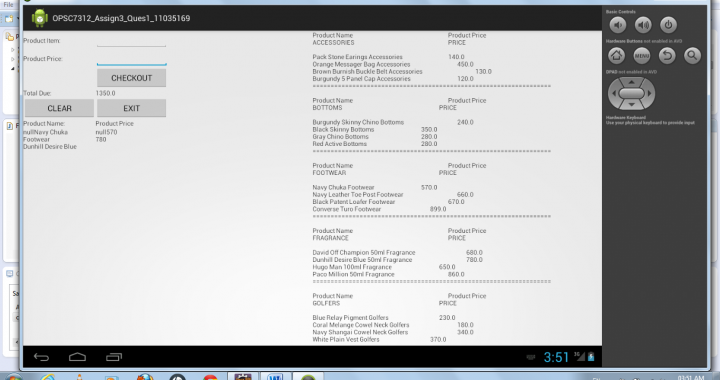 File
OPSC7312_Assign3_Ques1_11035169
Product Item:
Product Price:
CHECKOUT
Total Due: 1350.0
CLEAR EXIT
Product Name: Product Price
nullNavy Chuka null570
Footwear 780
Dunhill Desire Blue
Product Name Product Price
ACCESSORIES PRICE
Pack Stone Earings Accessories 140.0
Orange Messager Bag Accessories 450.0
Brown Burnish Buckle Belt Accessories 130.0
Burgundy 5 Panel Cap Accessories 120.0
Product Name Product Price
BOTTOMS PRICE
Burgundy Skinny Chino Bottoms 240.0
Black Skinny Bottoms 350.0
Gray Chino Bottoms 280.0
Red Active Bottoms 280.0
Product Name Product Price
FOOTWEAR PRICE
Navy Chuka Footwear 570.0
Navy Leather Toe Post Footwear 660.0
Black Patent Loafer Footwear 670.0
Converse Turo Footwear 899.0
Product Name Product Price
FRAGRANCE PRICE
David Off Champion 50ml Fragrance 680.0
Dunhill Desire Blue 50ml Fragrance 780.0
Hugo Man 100ml Fragrance 650.0
Paco Million 50ml Fragrance 860.0
Product Name Product Price
GOLFERS PRICE
Blue Relay Pigment Golfers 230.0
Coral Melange Cowel Neck Golfers 180.0
Navy Shangai Cowel Neck Golfers 340.0
White Plain Vest Golfers 370.0
3:51
Basic Controls
Hardware Buttons not enabled in AVD
MENU
DPAD not enabled in AVD
Hardware Keyboard
Use your physical keyboard to provide input
03:51 AM